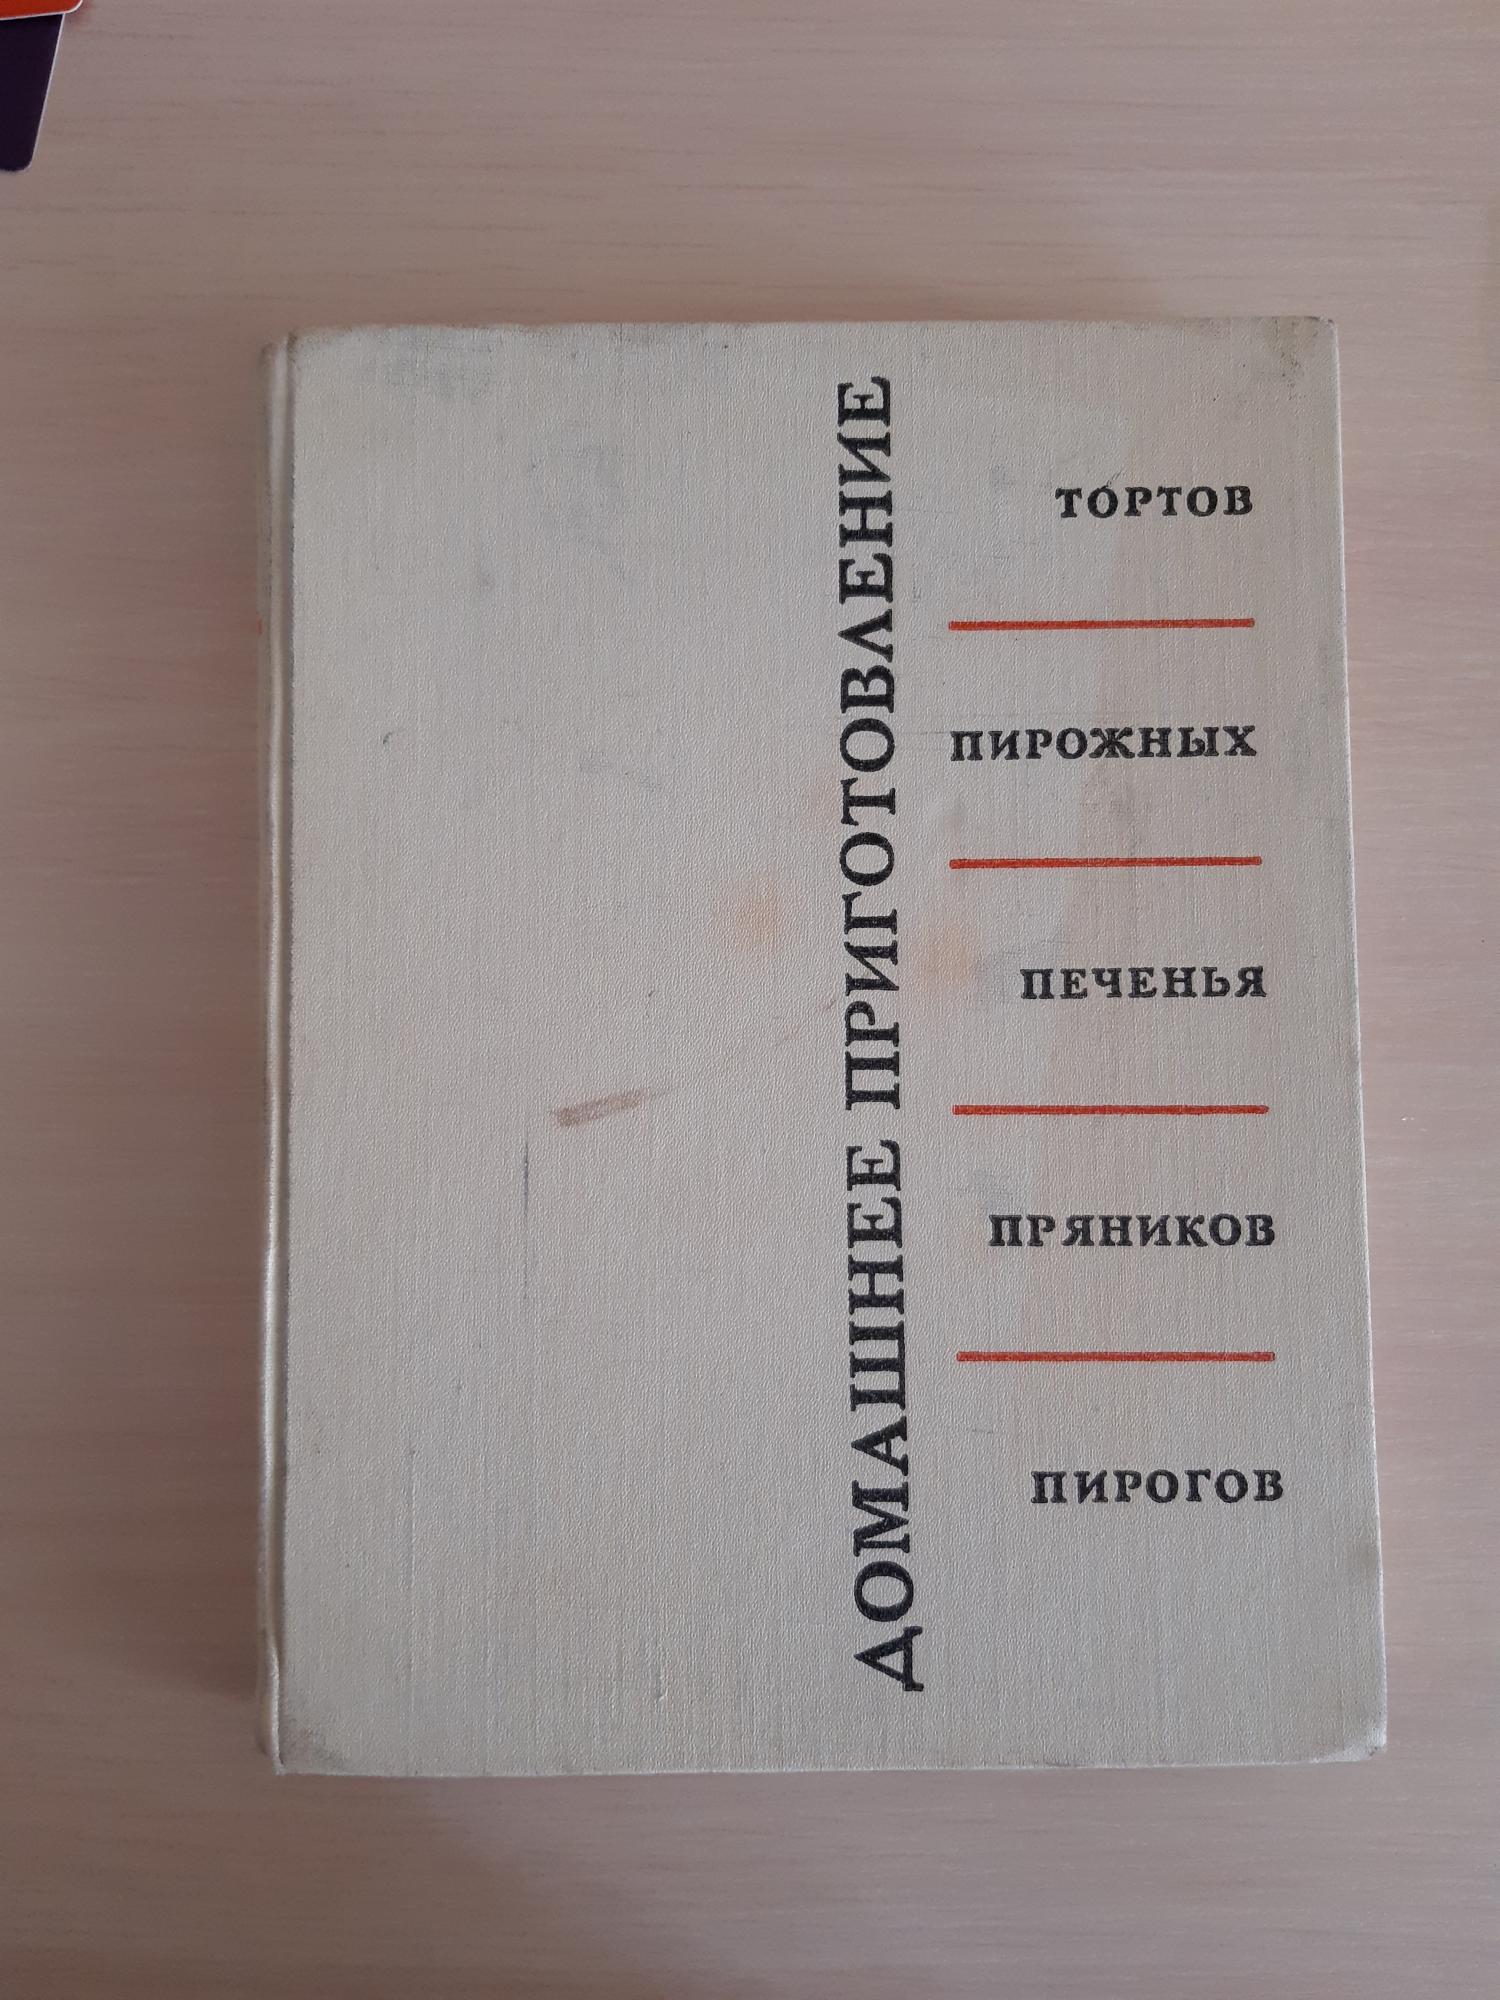 ДОМАШНЕЕ ПРИГОТОВЛЕНИЕ
ТОРТОВ
ПИРОЖНЫХ
ПЕЧЕНЬЯ
ПРЯНИКОВ
ПИРОГОВ